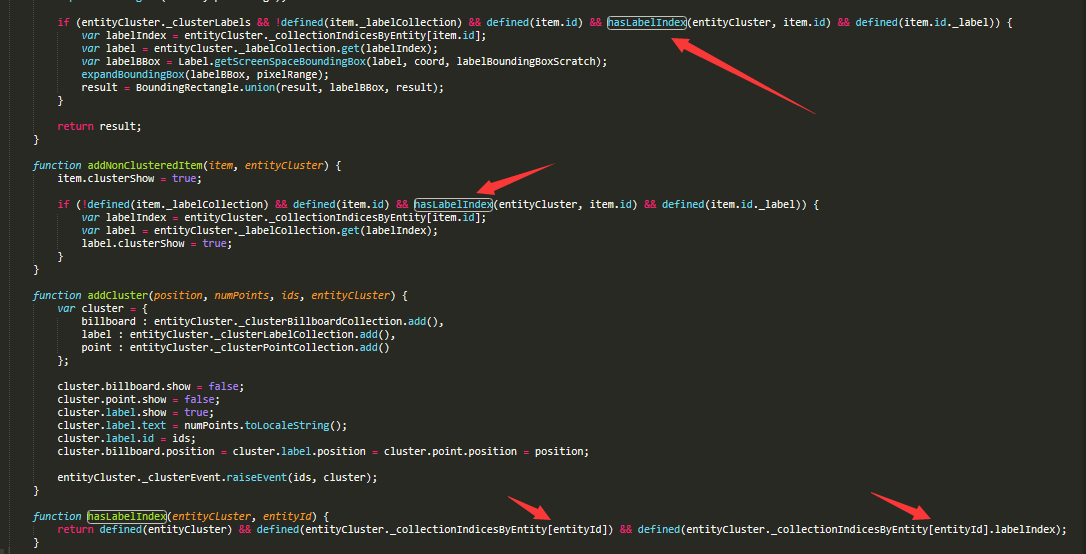 if (entityCluster._clusterLabels && !defined(item._labelCollection) && defined(item.id) && hasLabelIndex(entityCluster, item.id) && defined(item.id._label)) {
var labelIndex = entityCluster._collectionIndicesByEntity[item.id];
var label = entityCluster._labelCollection.get(labelIndex);
var labelBBox = Label.getScreenSpaceBoundingBox(label, coord, labelBoundingBoxScratch);
expandBoundingBox(labelBBox, pixelRange);
result = BoundingRectangle.union(result, labelBBox, result);
}
return result;
}
function addNonClusteredItem(item, entityCluster) {
item.clusterShow = true;
if (!defined(item._labelCollection) && defined(item.id) && hasLabelIndex(entityCluster, item.id) && defined(item.id._label)) {
var labelIndex = entityCluster._collectionIndicesByEntity[item.id];
var label = entityCluster._labelCollection.get(labelIndex);
label.clusterShow = true;
}
}
function addCluster(position, numPoints, ids, entityCluster) {
var cluster = {
billboard : entityCluster._clusterBillboardCollection.add(),
label : entityCluster._clusterLabelCollection.add(),
point : entityCluster._clusterPointCollection.add()
};
cluster.billboard.show = false;
cluster.point.show = false;
cluster.label.show = true;
cluster.label.text = numPoints.toLocaleString();
cluster.label.id = ids;
cluster.billboard.position = cluster.label.position = cluster.point.position = position;
entityCluster._clusterEvent.raiseEvent(ids, cluster);
}
function hasLabelIndex(entityCluster, entityId) {
return defined(entityCluster) && defined(entityCluster._collectionIndicesByEntity[entityId]) && defined(entityCluster._collectionIndicesByEntity[entityId].labelIndex);
}